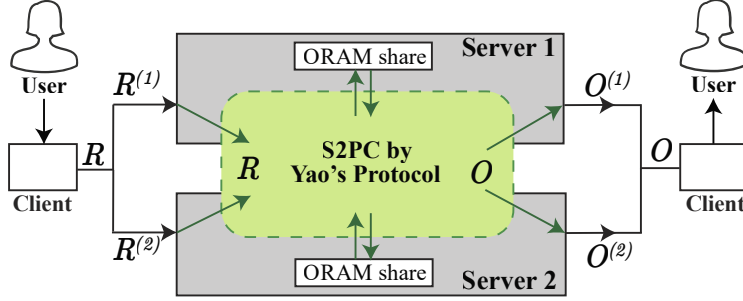 ORAM share
Server 1
User
R(1)
O(1)
User
R
S2PC by
Yao's Protocol
R
O
O
Client
Client
R(2)
O(2)
ORAM share
Server 2